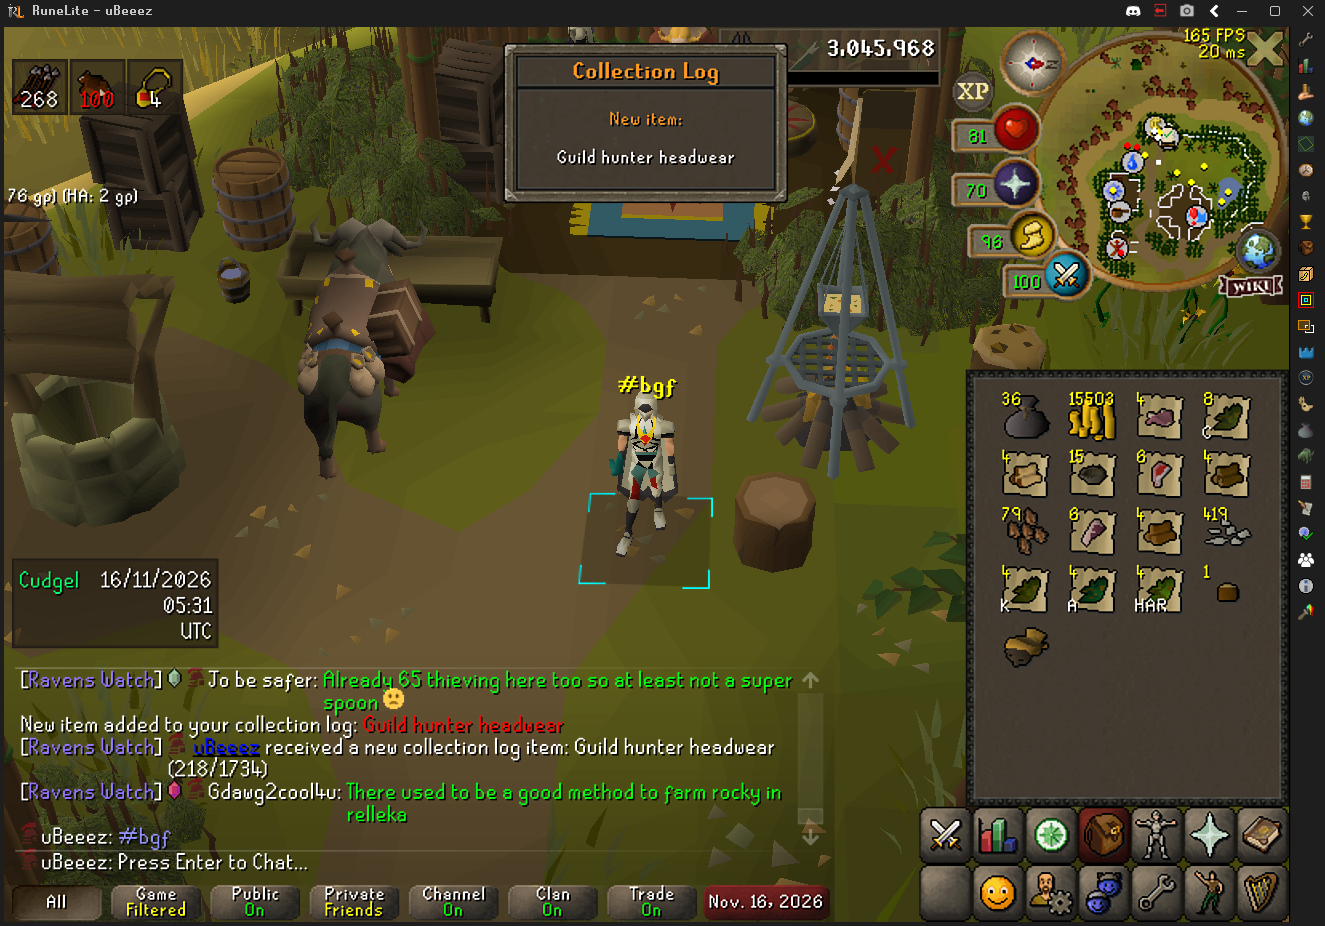 RuneLite - uBeeez
165 FPS
20 ms
3,045,968
Collection Log
New item:
Guild hunter headwear
268
100
4
XP
81
70
96
100
WIKI
76 gp) (HA: 2 gp)
#bgf
36
15503
4
8
C
4
15
6
4
79
6
4
419
4
K
4
A
4
HAR
1
Cudgel 16/11/2026
05:31
UTC
[Ravens Watch] Jo be safer: Already 65 thieving here too so at least not a super
spoon
New item added to your collection log: Guild hunter headwear
[Ravens Watch] uBeeez received a new collection log item: Guild hunter headwear
(218/1734)
[Ravens Watch] Gdawg2cool4u: There used to be a good method to farm rocky in
relleka
uBeeez: #bgf
uBeeez: Press Enter to Chat...
All
Game
Filtered
Public
On
Private
Friends
Channel
On
Clan
On
Trade
On
Nov. 16, 2026